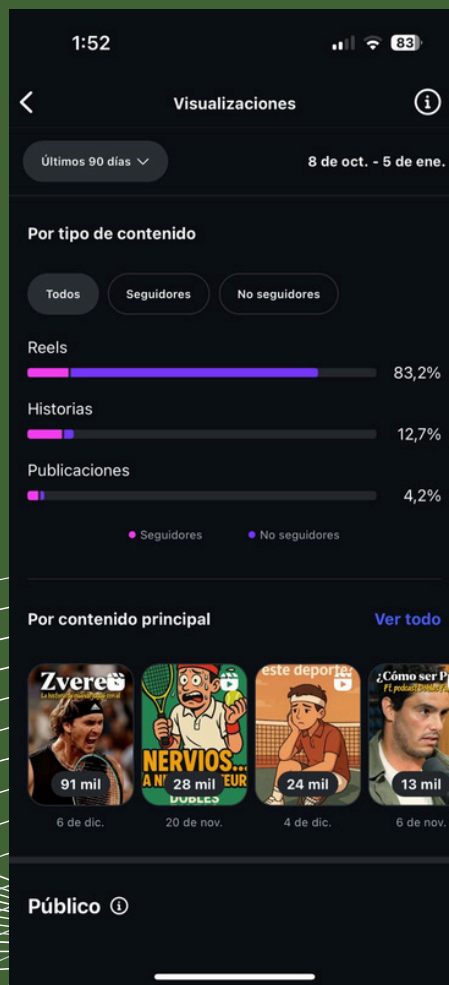 1:52
83
Visualizaciones
Últimos 90 días
8 de oct. - 5 de ene.
Por tipo de contenido
Todos Seguidores No seguidores
Reels
83,2%
Historias
12,7%
Publicaciones
4,2%
Seguidores No seguidores
Por contenido principal Ver todo
Zvere
91 mil
6 de dic.
NERVIOS...
28 mil
DOBLES
20 de nov.
este deporte
24 mil
4 de dic.
¿Cómo ser P
13 mil
6 de nov.
Público